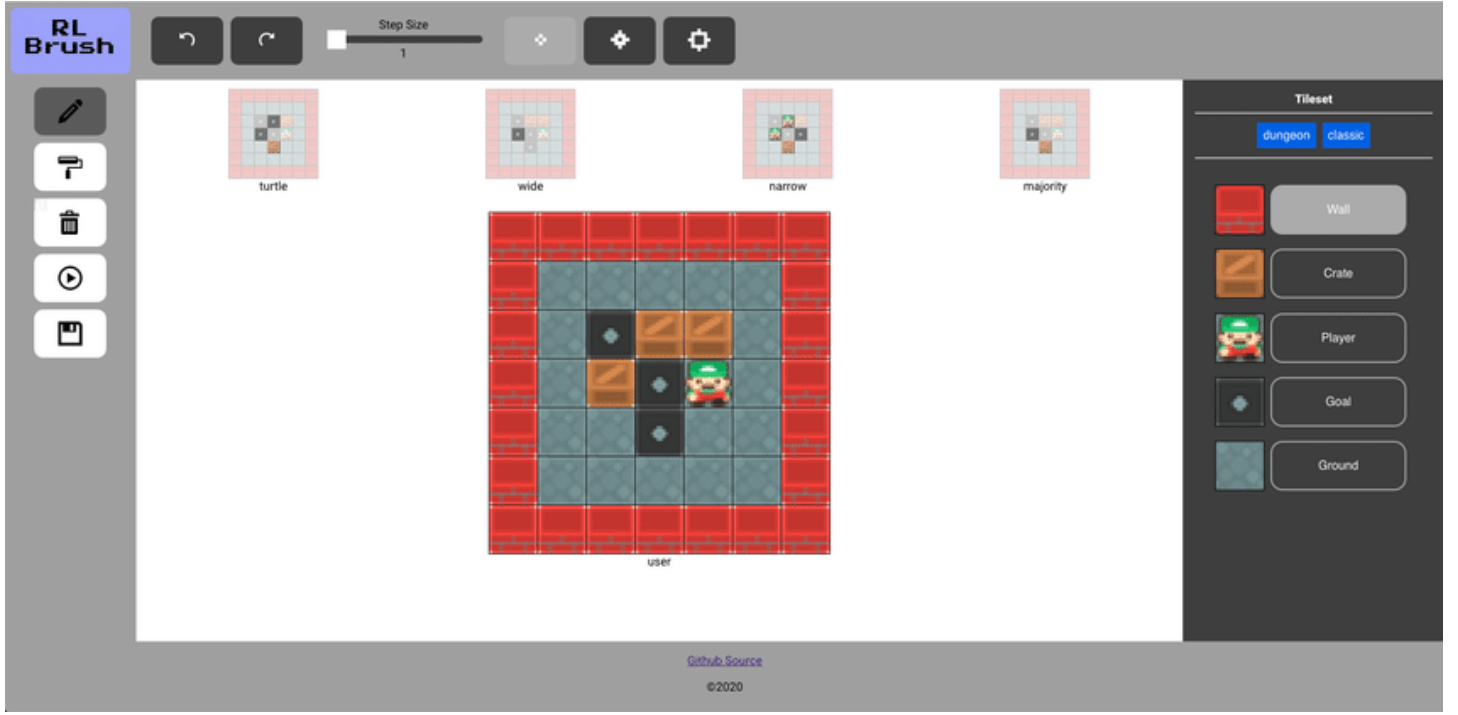 RL
Brush
Step Size
1
turtle
wide
narrow
majority
user
Tileset
dungeon
classic
Wall
Crate
Player
Goal
Ground
Github Source
©2020